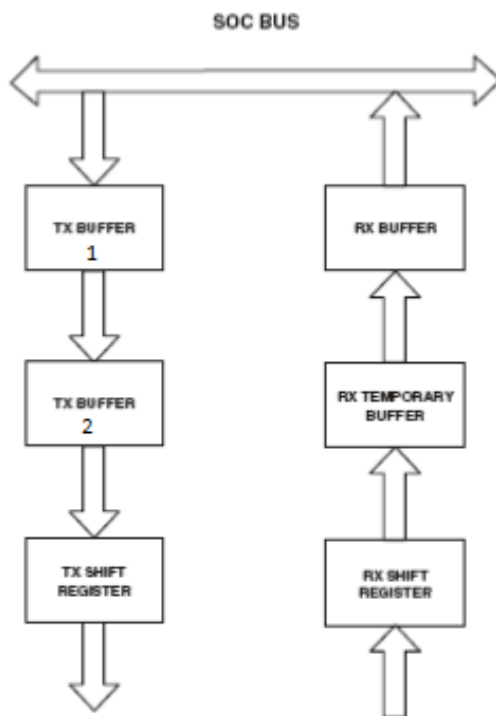 SOC BUS
TX BUFFER
1
RX BUFFER
TX BUFFER
2
RX TEMPORARY
BUFFER
TX SHIFT
REGISTER
RX SHIFT
REGISTER